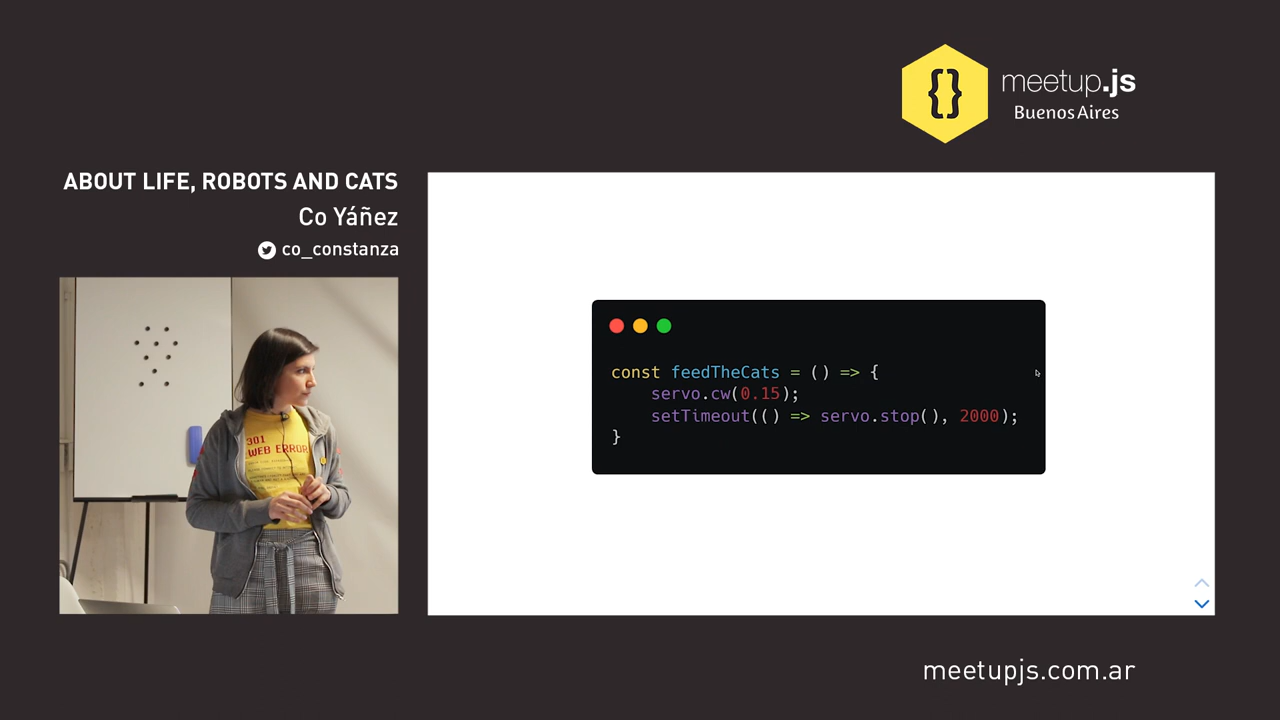 {}
meetup.js
Buenos Aires
ABOUT LIFE, ROBOTS AND CATS
Co Yáñez
co_constanza
301
WEB ERROR
const feedTheCats = () => {
    servo.cw(0.15);
    setTimeout(() => servo.stop(), 2000);
}
meetupjs.com.ar